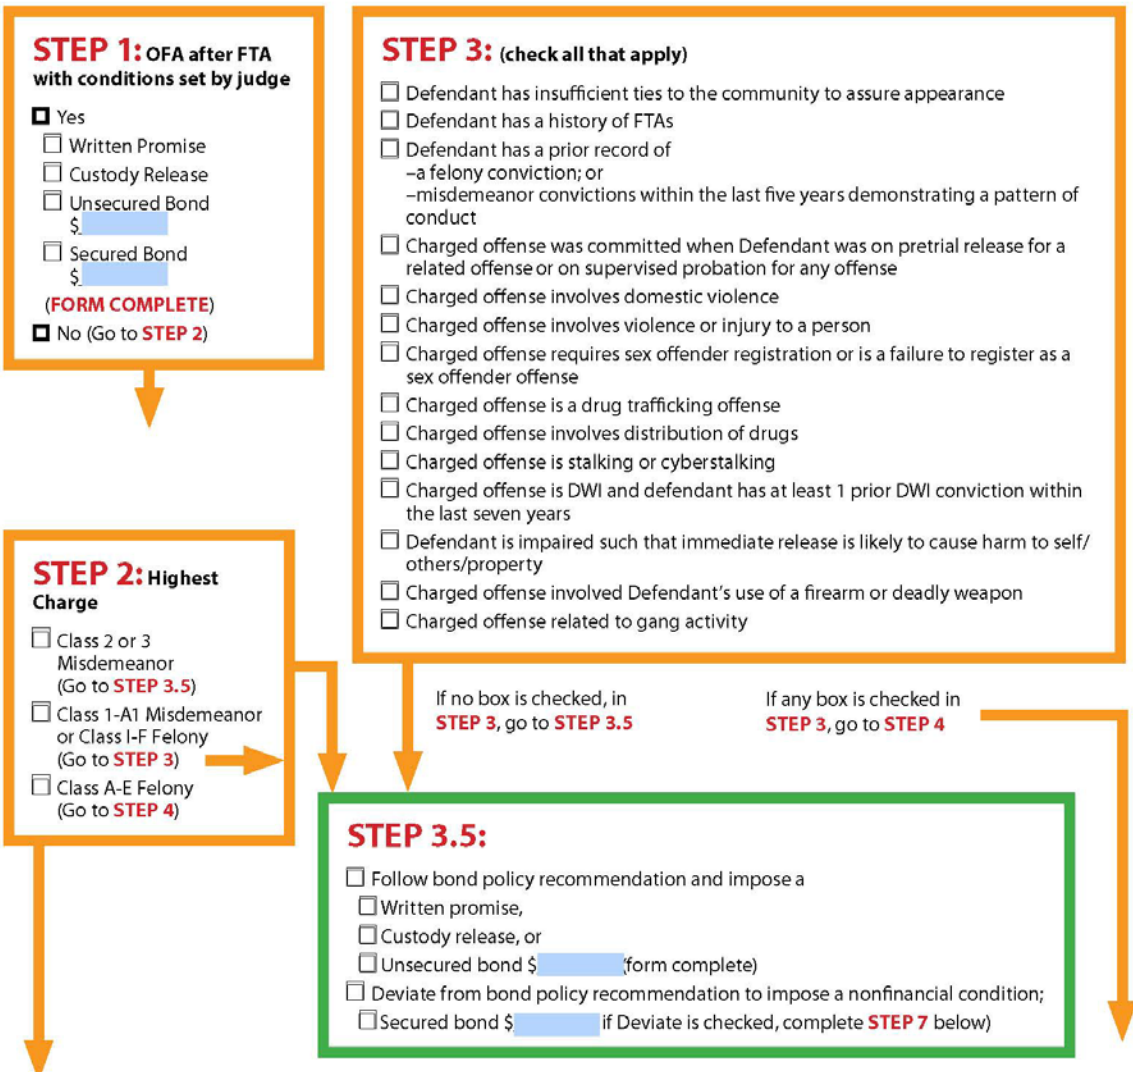 STEP 1: OFA after FTA
with conditions set by judge
Yes
Written Promise
Custody Release
Unsecured Bond
$
Secured Bond
$
(FORM COMPLETE)
No (Go to STEP 2)
STEP 2: Highest
Charge
Class 2 or 3
Misdemeanor
(Go to STEP 3.5)
Class 1-A1 Misdemeanor
or Class I-F Felony
(Go to STEP 3)
Class A-E Felony
(Go to STEP 4)
STEP 3: (check all that apply)
Defendant has insufficient ties to the community to assure appearance
Defendant has a history of FTAs
Defendant has a prior record of
–a felony conviction; or
–misdemeanor convictions within the last five years demonstrating a pattern of
conduct
Charged offense was committed when Defendant was on pretrial release for a
related offense or on supervised probation for any offense
Charged offense involves domestic violence
Charged offense involves violence or injury to a person
Charged offense requires sex offender registration or is a failure to register as a
sex offender offense
Charged offense is a drug trafficking offense
Charged offense involves distribution of drugs
Charged offense is stalking or cyberstalking
Charged offense is DWI and defendant has at least 1 prior DWI conviction within
the last seven years
Defendant is impaired such that immediate release is likely to cause harm to self/
others/property
Charged offense involved Defendant's use of a firearm or deadly weapon
Charged offense related to gang activity
If no box is checked, in
STEP 3, go to STEP 3.5
If any box is checked in
STEP 3, go to STEP 4
STEP 3.5:
Follow bond policy recommendation and impose a
Written promise,
Custody release, or
Unsecured bond $ (form complete)
Deviate from bond policy recommendation to impose a nonfinancial condition;
Secured bond $ if Deviate is checked, complete STEP 7 below)